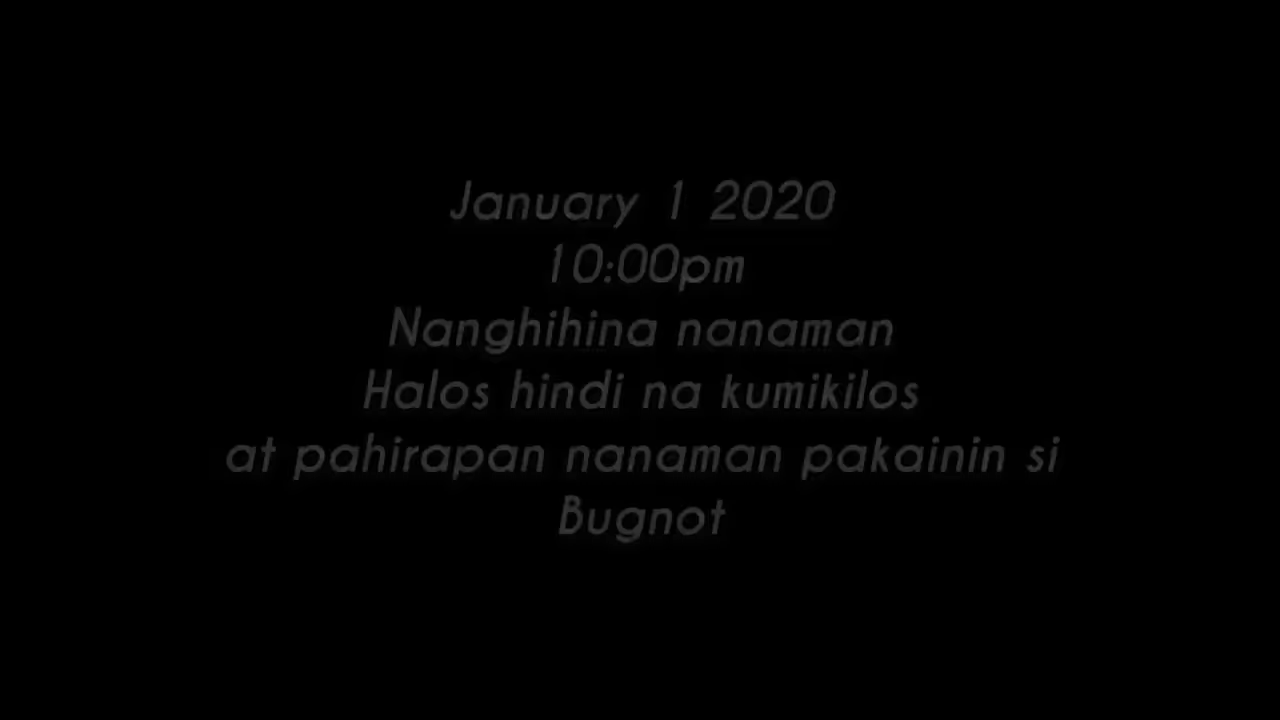 January 1 2020
10:00pm
Nanghihina nanaman
Halos hindi na kumikilos
at pahirapan nanaman pakainin si
Bugnot